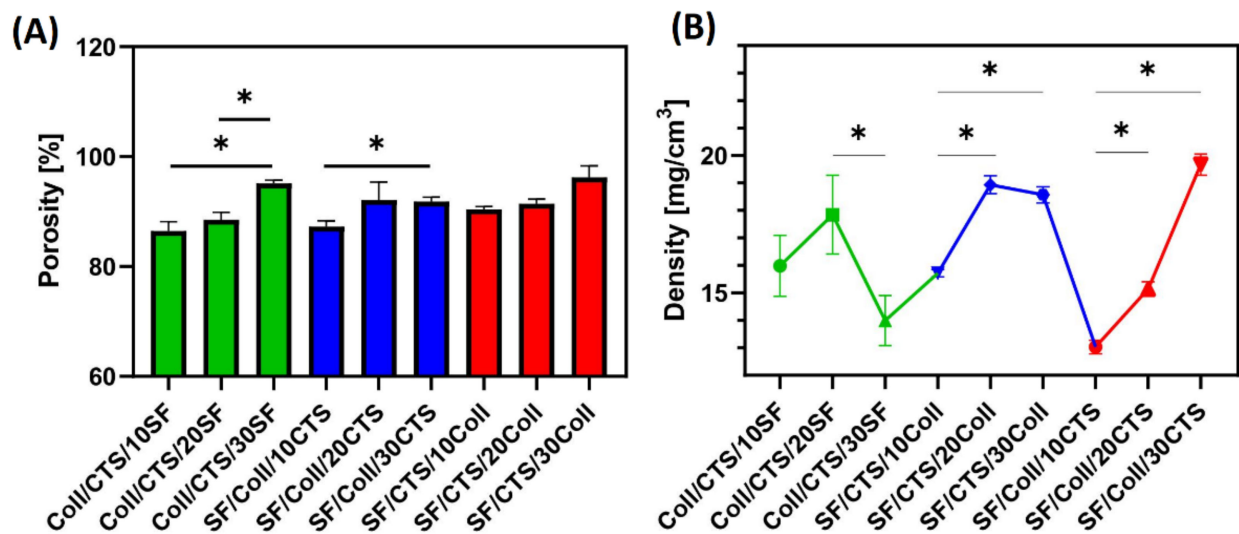 (A)
Porosity [%]
120
100
80
60
*
*
*
Coll/CTS/10SF
Coll/CTS/20SF
Coll/CTS/30SF
SF/Coll/10CTS
SF/Coll/20CTS
SF/Coll/30CTS
SF/CTS/10Coll
SF/CTS/20Coll
SF/CTS/30Coll
(B)
Density [mg/cm³]
20
15
*
*
*
*
*
Coll/CTS/10SF
Coll/CTS/20SF
Coll/CTS/30SF
SF/CTS/10Coll
SF/CTS/20Coll
SF/CTS/30Coll
SF/Coll/10CTS
SF/Coll/20CTS
SF/Coll/30CTS